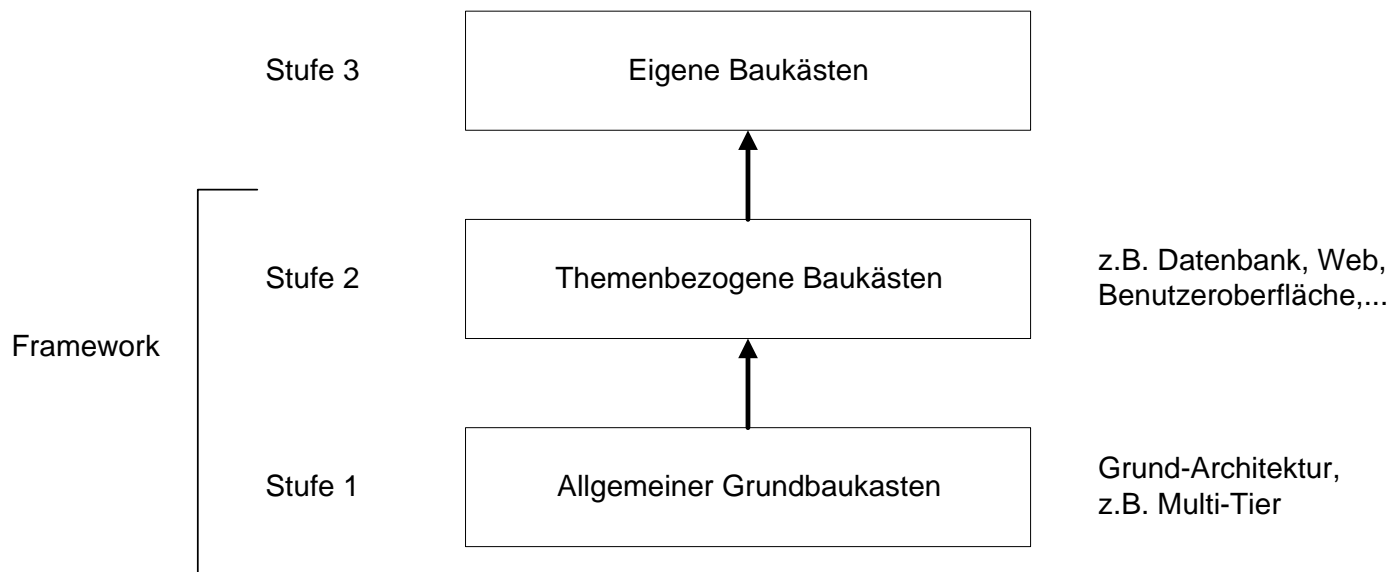 Stufe 3
Eigene Baukästen
Stufe 2
Themenbezogene Baukästen
z.B. Datenbank, Web,
Benutzeroberfläche,...
Framework
Stufe 1
Allgemeiner Grundbaukasten
Grund-Architektur,
z.B. Multi-Tier